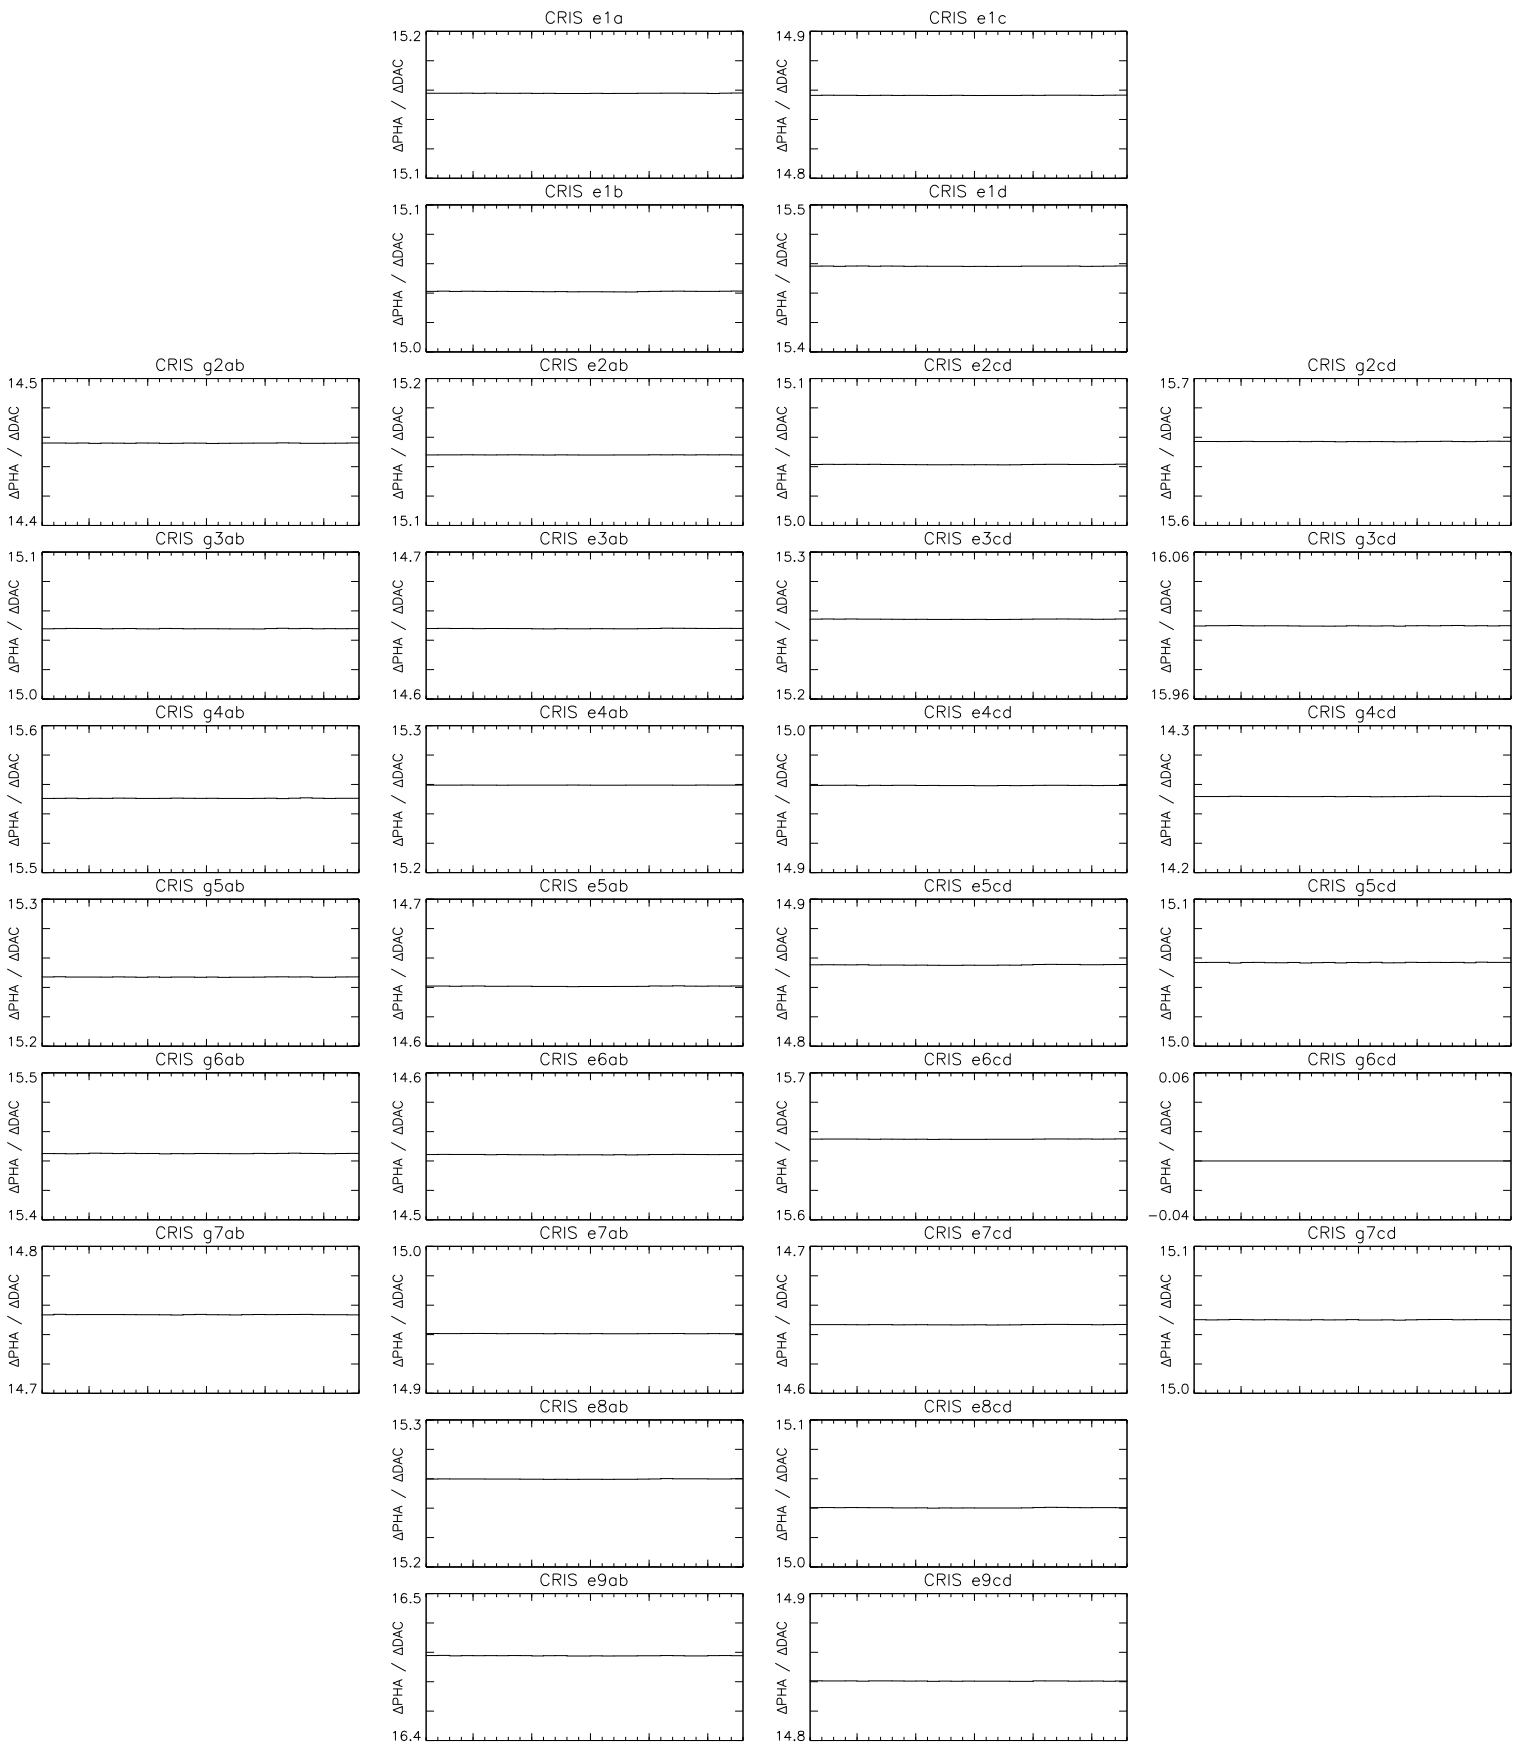 CRIS e1a CRIS e1c
15.2 14.9
ΔPHA / ΔDAC ΔPHA / ΔDAC
15.1 14.8
CRIS e1b CRIS e1d
15.1 15.5
ΔPHA / ΔDAC ΔPHA / ΔDAC
15.0 15.4
CRIS g2ab CRIS e2ab CRIS e2cd CRIS g2cd
14.5 15.2 15.1 15.7
ΔPHA / ΔDAC ΔPHA / ΔDAC ΔPHA / ΔDAC ΔPHA / ΔDAC
14.4 15.1 15.0 15.6
CRIS g3ab CRIS e3ab CRIS e3cd CRIS g3cd
15.1 14.7 15.3 16.06
ΔPHA / ΔDAC ΔPHA / ΔDAC ΔPHA / ΔDAC ΔPHA / ΔDAC
15.0 14.6 15.2 15.96
CRIS g4ab CRIS e4ab CRIS e4cd CRIS g4cd
15.6 15.3 15.0 14.3
ΔPHA / ΔDAC ΔPHA / ΔDAC ΔPHA / ΔDAC ΔPHA / ΔDAC
15.5 15.2 14.9 14.2
CRIS g5ab CRIS e5ab CRIS e5cd CRIS g5cd
15.3 14.7 14.9 15.1
ΔPHA / ΔDAC ΔPHA / ΔDAC ΔPHA / ΔDAC ΔPHA / ΔDAC
15.2 14.6 14.8 15.0
CRIS g6ab CRIS e6ab CRIS e6cd CRIS g6cd
15.5 14.6 15.7 0.06
ΔPHA / ΔDAC ΔPHA / ΔDAC ΔPHA / ΔDAC ΔPHA / ΔDAC
15.4 14.5 15.6 −0.04
CRIS g7ab CRIS e7ab CRIS e7cd CRIS g7cd
14.8 15.0 14.7 15.1
ΔPHA / ΔDAC ΔPHA / ΔDAC ΔPHA / ΔDAC ΔPHA / ΔDAC
14.7 14.9 14.6 15.0
CRIS e8ab CRIS e8cd
15.3 15.1
ΔPHA / ΔDAC ΔPHA / ΔDAC
15.2 15.0
CRIS e9ab CRIS e9cd
16.5 14.9
ΔPHA / ΔDAC ΔPHA / ΔDAC
16.4 14.8